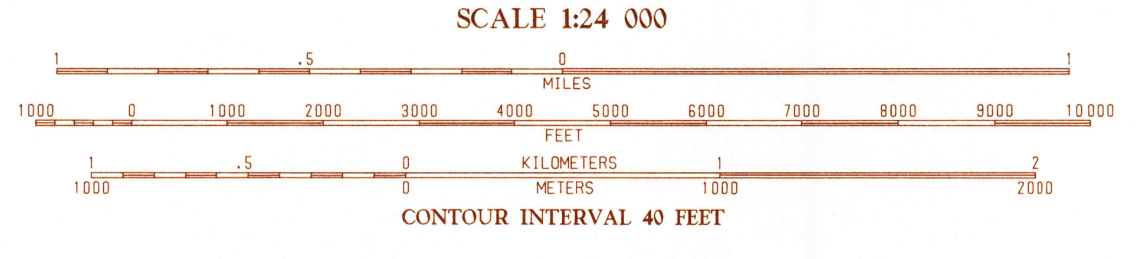 SCALE 1:24 000
1 .5 0 1
MILES
1000 0 1000 2000 3000 4000 5000 6000 7000 8000 9000 10 000
FEET
1 .5 0 KILOMETERS 1 2
1000 0 METERS 1000 2000
CONTOUR INTERVAL 40 FEET